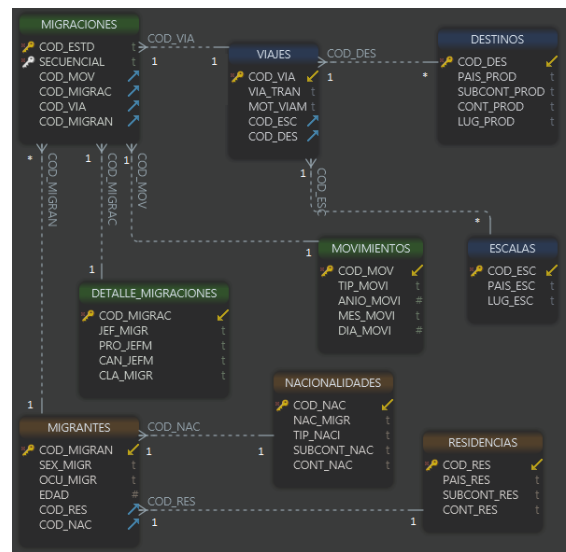 MIGRACIONES
COD_ESTD t
SECUENCIAL t
COD_MOV
COD_MIGRAC
COD_VIA
COD_MIGRAN
COD_VIA
1 1
VIAJES
COD_VIA
VIA_TRAN t
MOT_VIAM t
COD_ESC
COD_DES
COD_DES
1 *
DESTINOS
COD_DES
PAIS_PROD t
SUBCONT_PROD t
CONT_PROD t
LUG_PROD t
* 1 1
COD_MIGRAN
COD_MIGRAC
COD_MOV
1
COD_ESC
*
1
1
MOVIMIENTOS
COD_MOV
TIP_MOVI t
ANIO_MOVI #
MES_MOVI t
DIA_MOVI #
ESCALAS
COD_ESC
PAIS_ESC t
LUG_ESC t
DETALLE_MIGRACIONES
COD_MIGRAC
JEF_MIGR t
PRO_JEFM t
CAN_JEFM t
CLA_MIGR t
NACIONALIDADES
COD_NAC
NAC_MIGR t
TIP_NACI t
SUBCONT_NAC t
CONT_NAC t
1
MIGRANTES
COD_MIGRAN
SEX_MIGR t
OCU_MIGR t
EDAD #
COD_RES
COD_NAC
COD_NAC
1 1
COD_RES
1 1
RESIDENCIAS
COD_RES
PAIS_RES t
SUBCONT_RES t
CONT_RES t